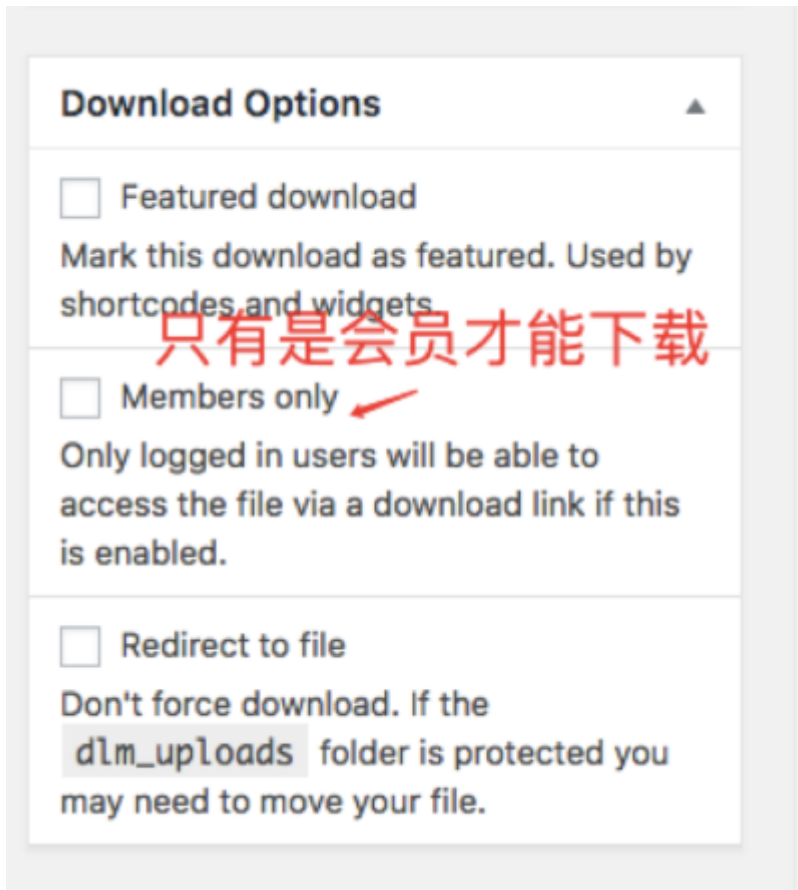 Download Options
Featured download
Mark this download as featured. Used by
shortcodes and widgets.
只有是会员才能下载
Members only
Only logged in users will be able to
access the file via a download link if this
is enabled.
Redirect to file
Don't force download. If the
dlm_uploads folder is protected you
may need to move your file.